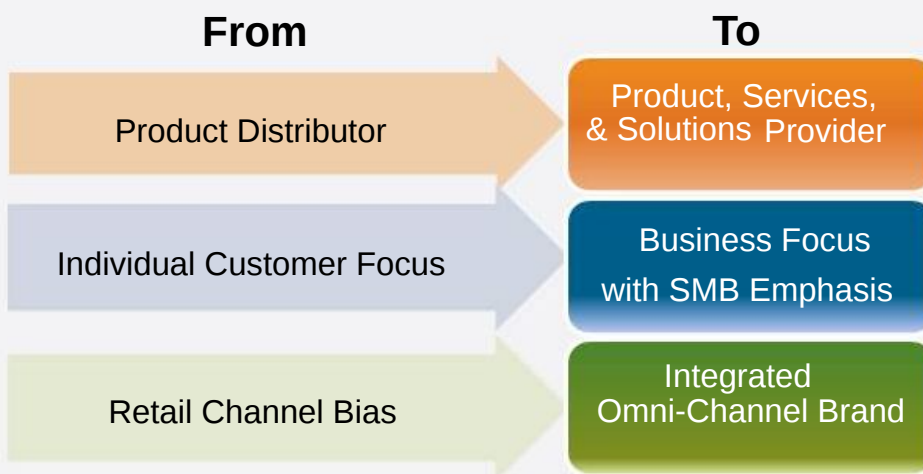 From
To
Product Distributor
Product, Services,
& Solutions Provider
Individual Customer Focus
Business Focus
with SMB Emphasis
Retail Channel Bias
Integrated
Omni-Channel Brand